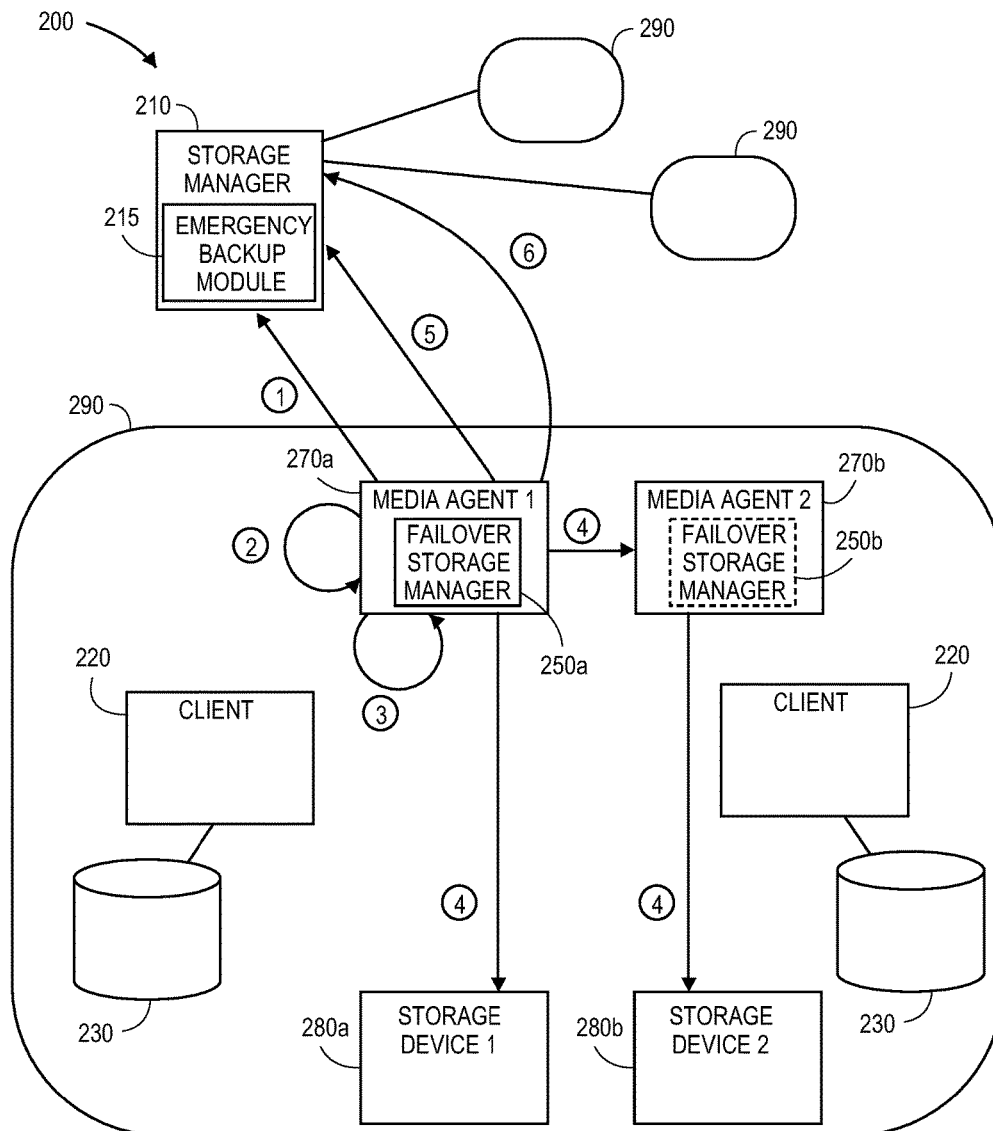 200
290
210
STORAGE
MANAGER
290
215
EMERGENCY
BACKUP
MODULE
6
5
1
290
270a
270b
MEDIA AGENT 1
MEDIA AGENT 2
2
FAILOVER
STORAGE
MANAGER
4
FAILOVER
STORAGE
MANAGER
250b
250a
3
220
CLIENT
220
CLIENT
4
4
230
230
280a
STORAGE
DEVICE 1
280b
STORAGE
DEVICE 2